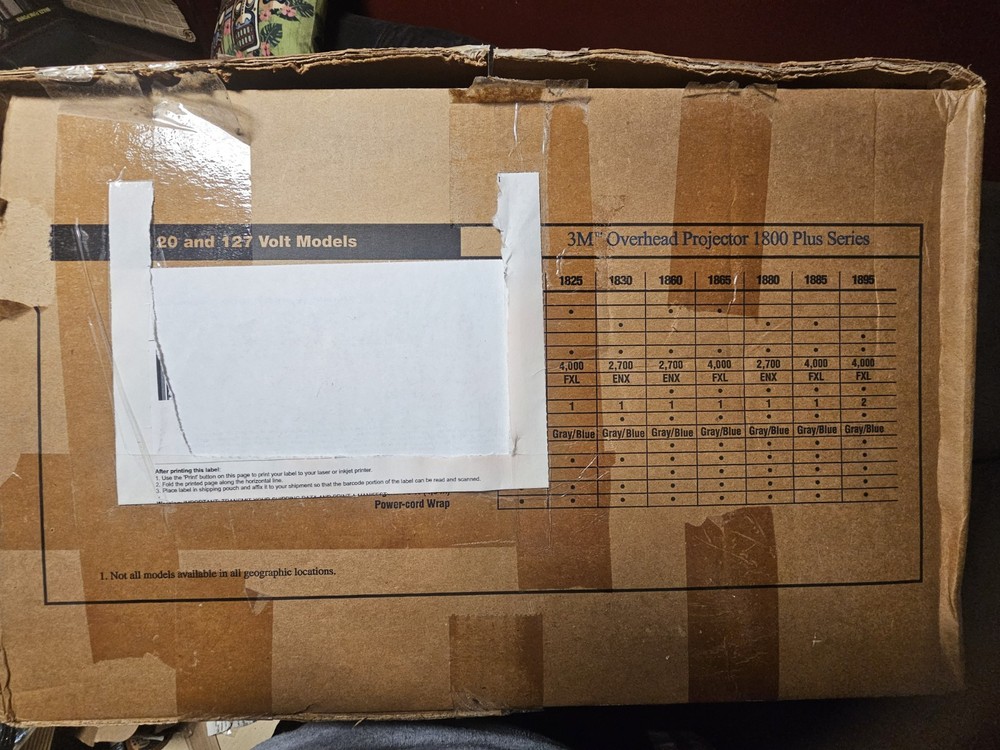 20 and 127 Volt Models
3M™ Overhead Projector 1800 Plus Series
1825 1830 1860 1865 1880 1885 1895
4,000 2,700 2,700 4,000 2,700 4,000 4,000
FXL ENX ENX FXL ENX FXL FXL
1 1 1 1 1 1 2
Gray/Blue Gray/Blue Gray/Blue Gray/Blue Gray/Blue Gray/Blue Gray/Blue
After printing this label:
1. Use the 'Print' button on this page to print your label to your laser or inkjet printer.
2. Fold the printed page along the horizontal line.
3. Place label in shipping pouch and affix it to your shipment so that the barcode portion of the label can be read and scanned.
Power-cord Wrap
1. Not all models available in all geographic locations.